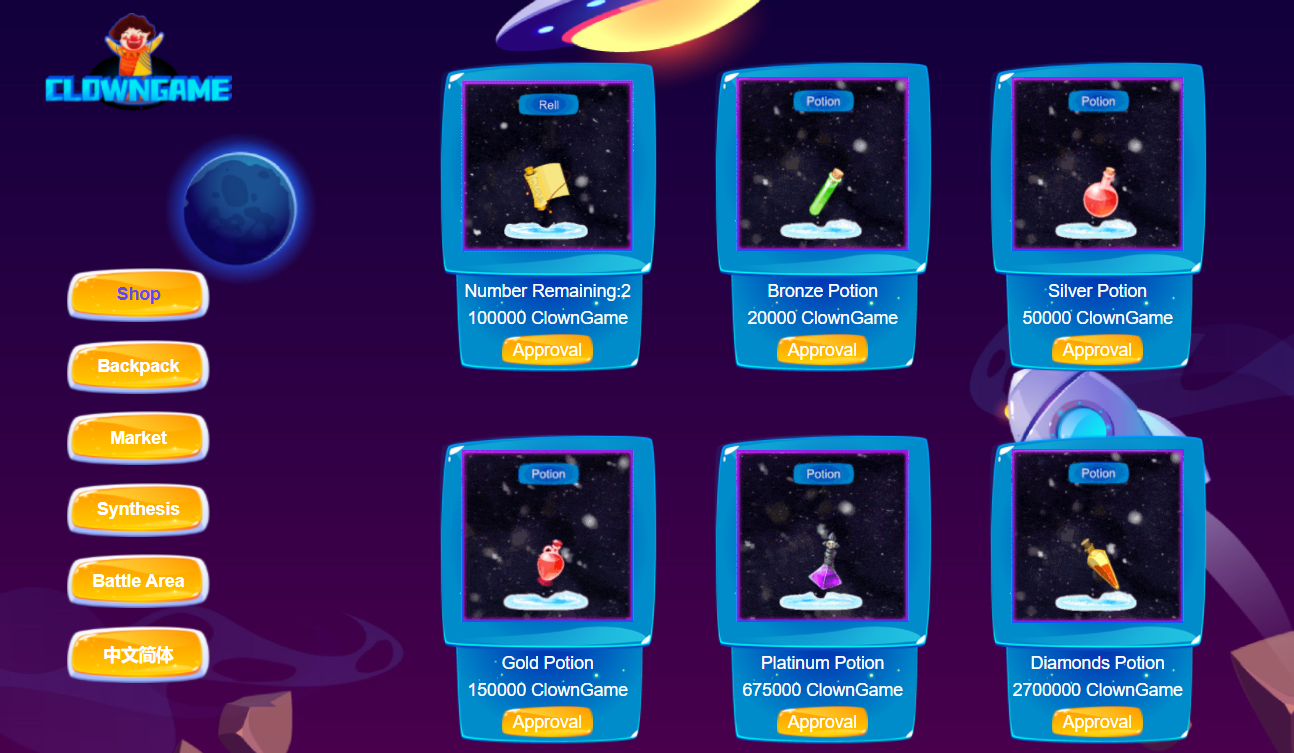 CLOWNGAME
Shop
Backpack
Market
Synthesis
Battle Area
中文简体
Rell
Number Remaining:2
100000 ClownGame
Approval
Potion
Bronze Potion
20000 ClownGame
Approval
Potion
Silver Potion
50000 ClownGame
Approval
Potion
Gold Potion
150000 ClownGame
Approval
Potion
Platinum Potion
675000 ClownGame
Approval
Potion
Diamonds Potion
2700000 ClownGame
Approval